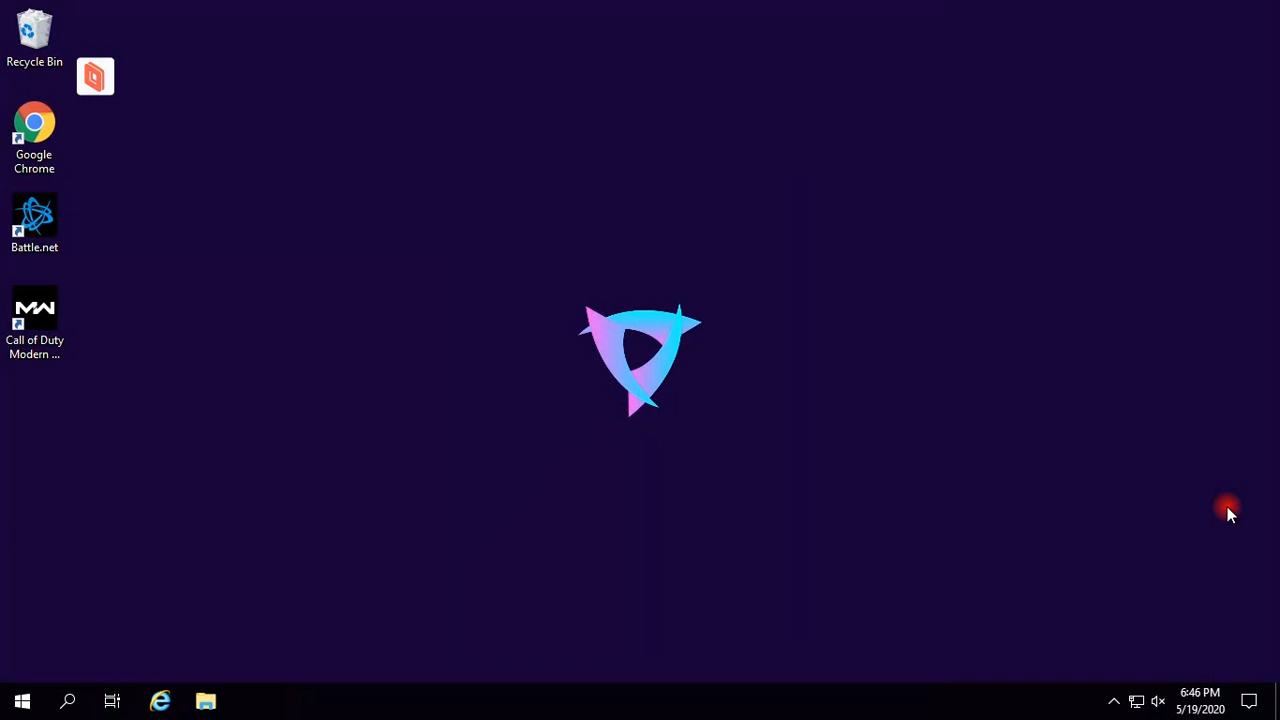 Recycle Bin
Google
Chrome
Battle.net
MW
Call of Duty
Modern ...
6:46 PM
5/19/2020